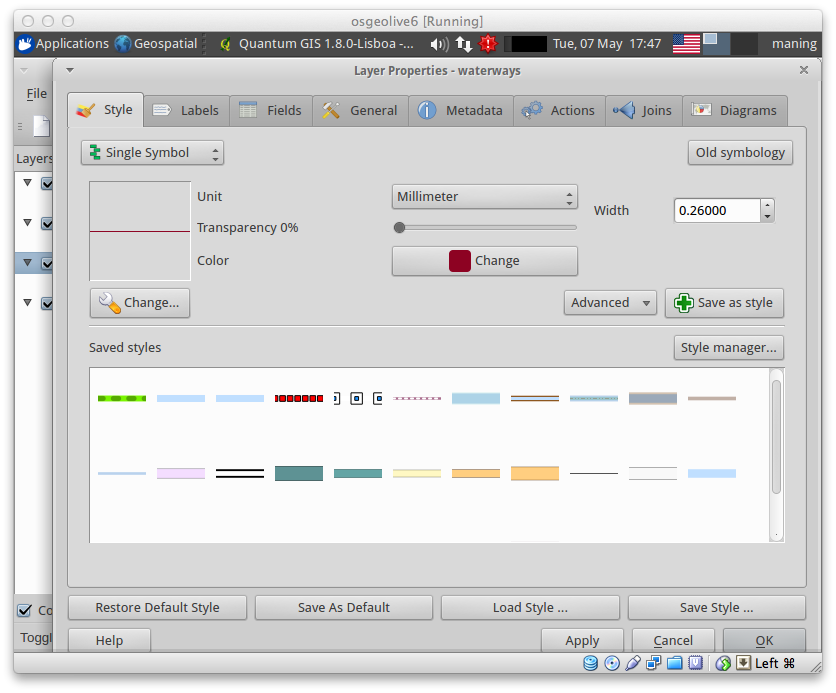 osgeolive6 [Running]
Applications Geospatial Quantum GIS 1.8.0-Lisboa -... Tue, 07 May 17:47 maning
Layer Properties - waterways
File
Style Labels Fields General Metadata Actions Joins Diagrams
Layers
Single Symbol Old symbology
Unit Millimeter Width 0.26000
Transparency 0%
Color Change
Change... Advanced Save as style
Saved styles Style manager...
Restore Default Style Save As Default Load Style ... Save Style ...
Co
Toggl Help Apply Cancel OK
Left ⌘